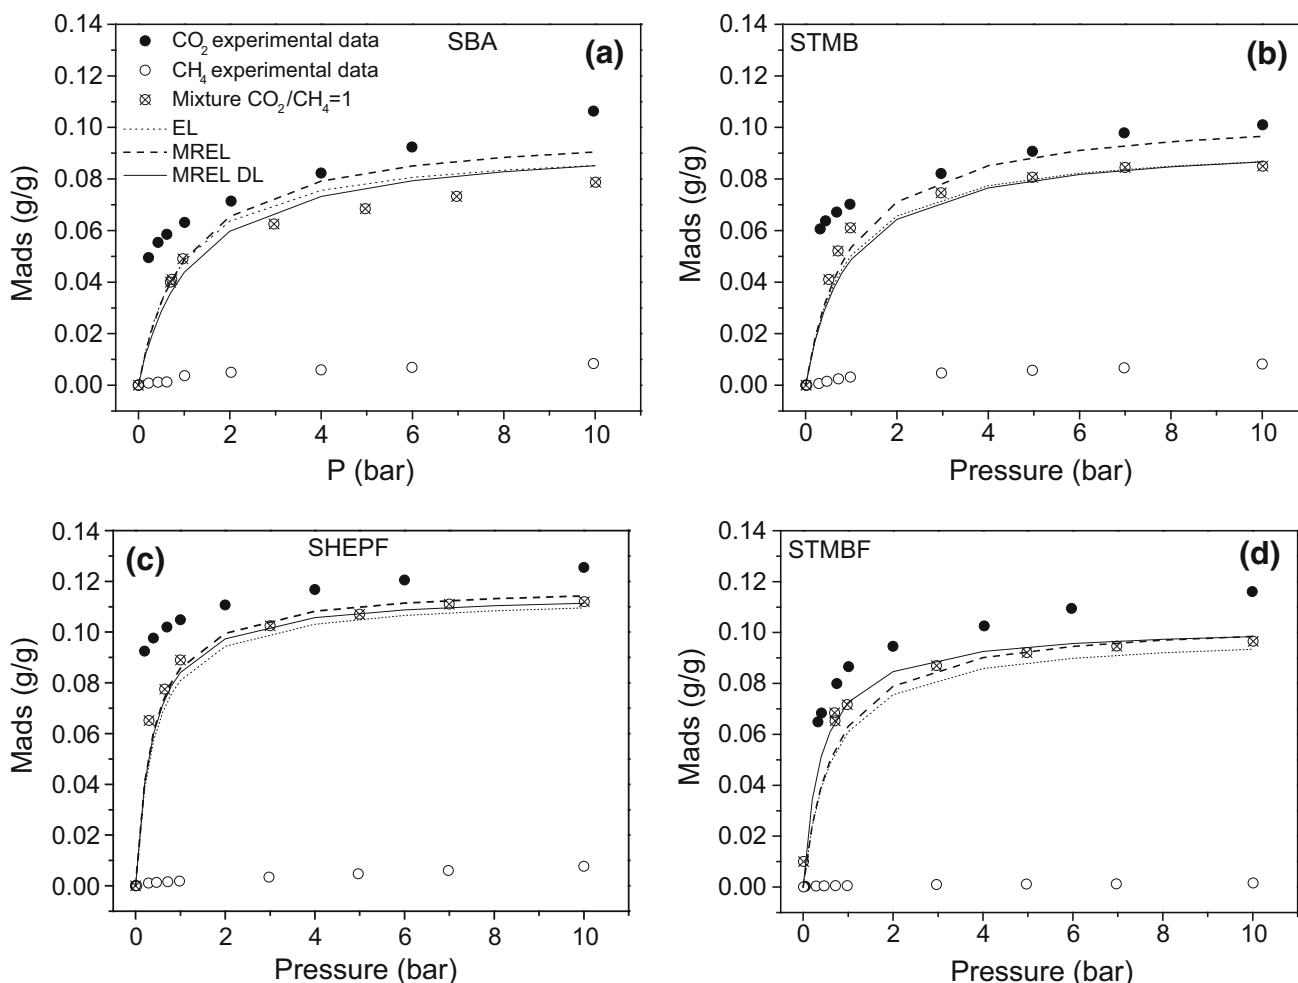 SBA
(a)
CO2 experimental data
CH4 experimental data
Mixture CO2/CH4=1
EL
MREL
MREL DL
0.14
0.12
0.10
0.08
0.06
0.04
0.02
0.00
Mads (g/g)
0 2 4 6 8 10
P (bar)
STMB
(b)
0.14
0.12
0.10
0.08
0.06
0.04
0.02
0.00
Mads (g/g)
0 2 4 6 8 10
Pressure (bar)
(c)
SHEPF
0.14
0.12
0.10
0.08
0.06
0.04
0.02
0.00
Mads (g/g)
0 2 4 6 8 10
Pressure (bar)
STMBF
(d)
0.14
0.12
0.10
0.08
0.06
0.04
0.02
0.00
Mads (g/g)
0 2 4 6 8 10
Pressure (bar)